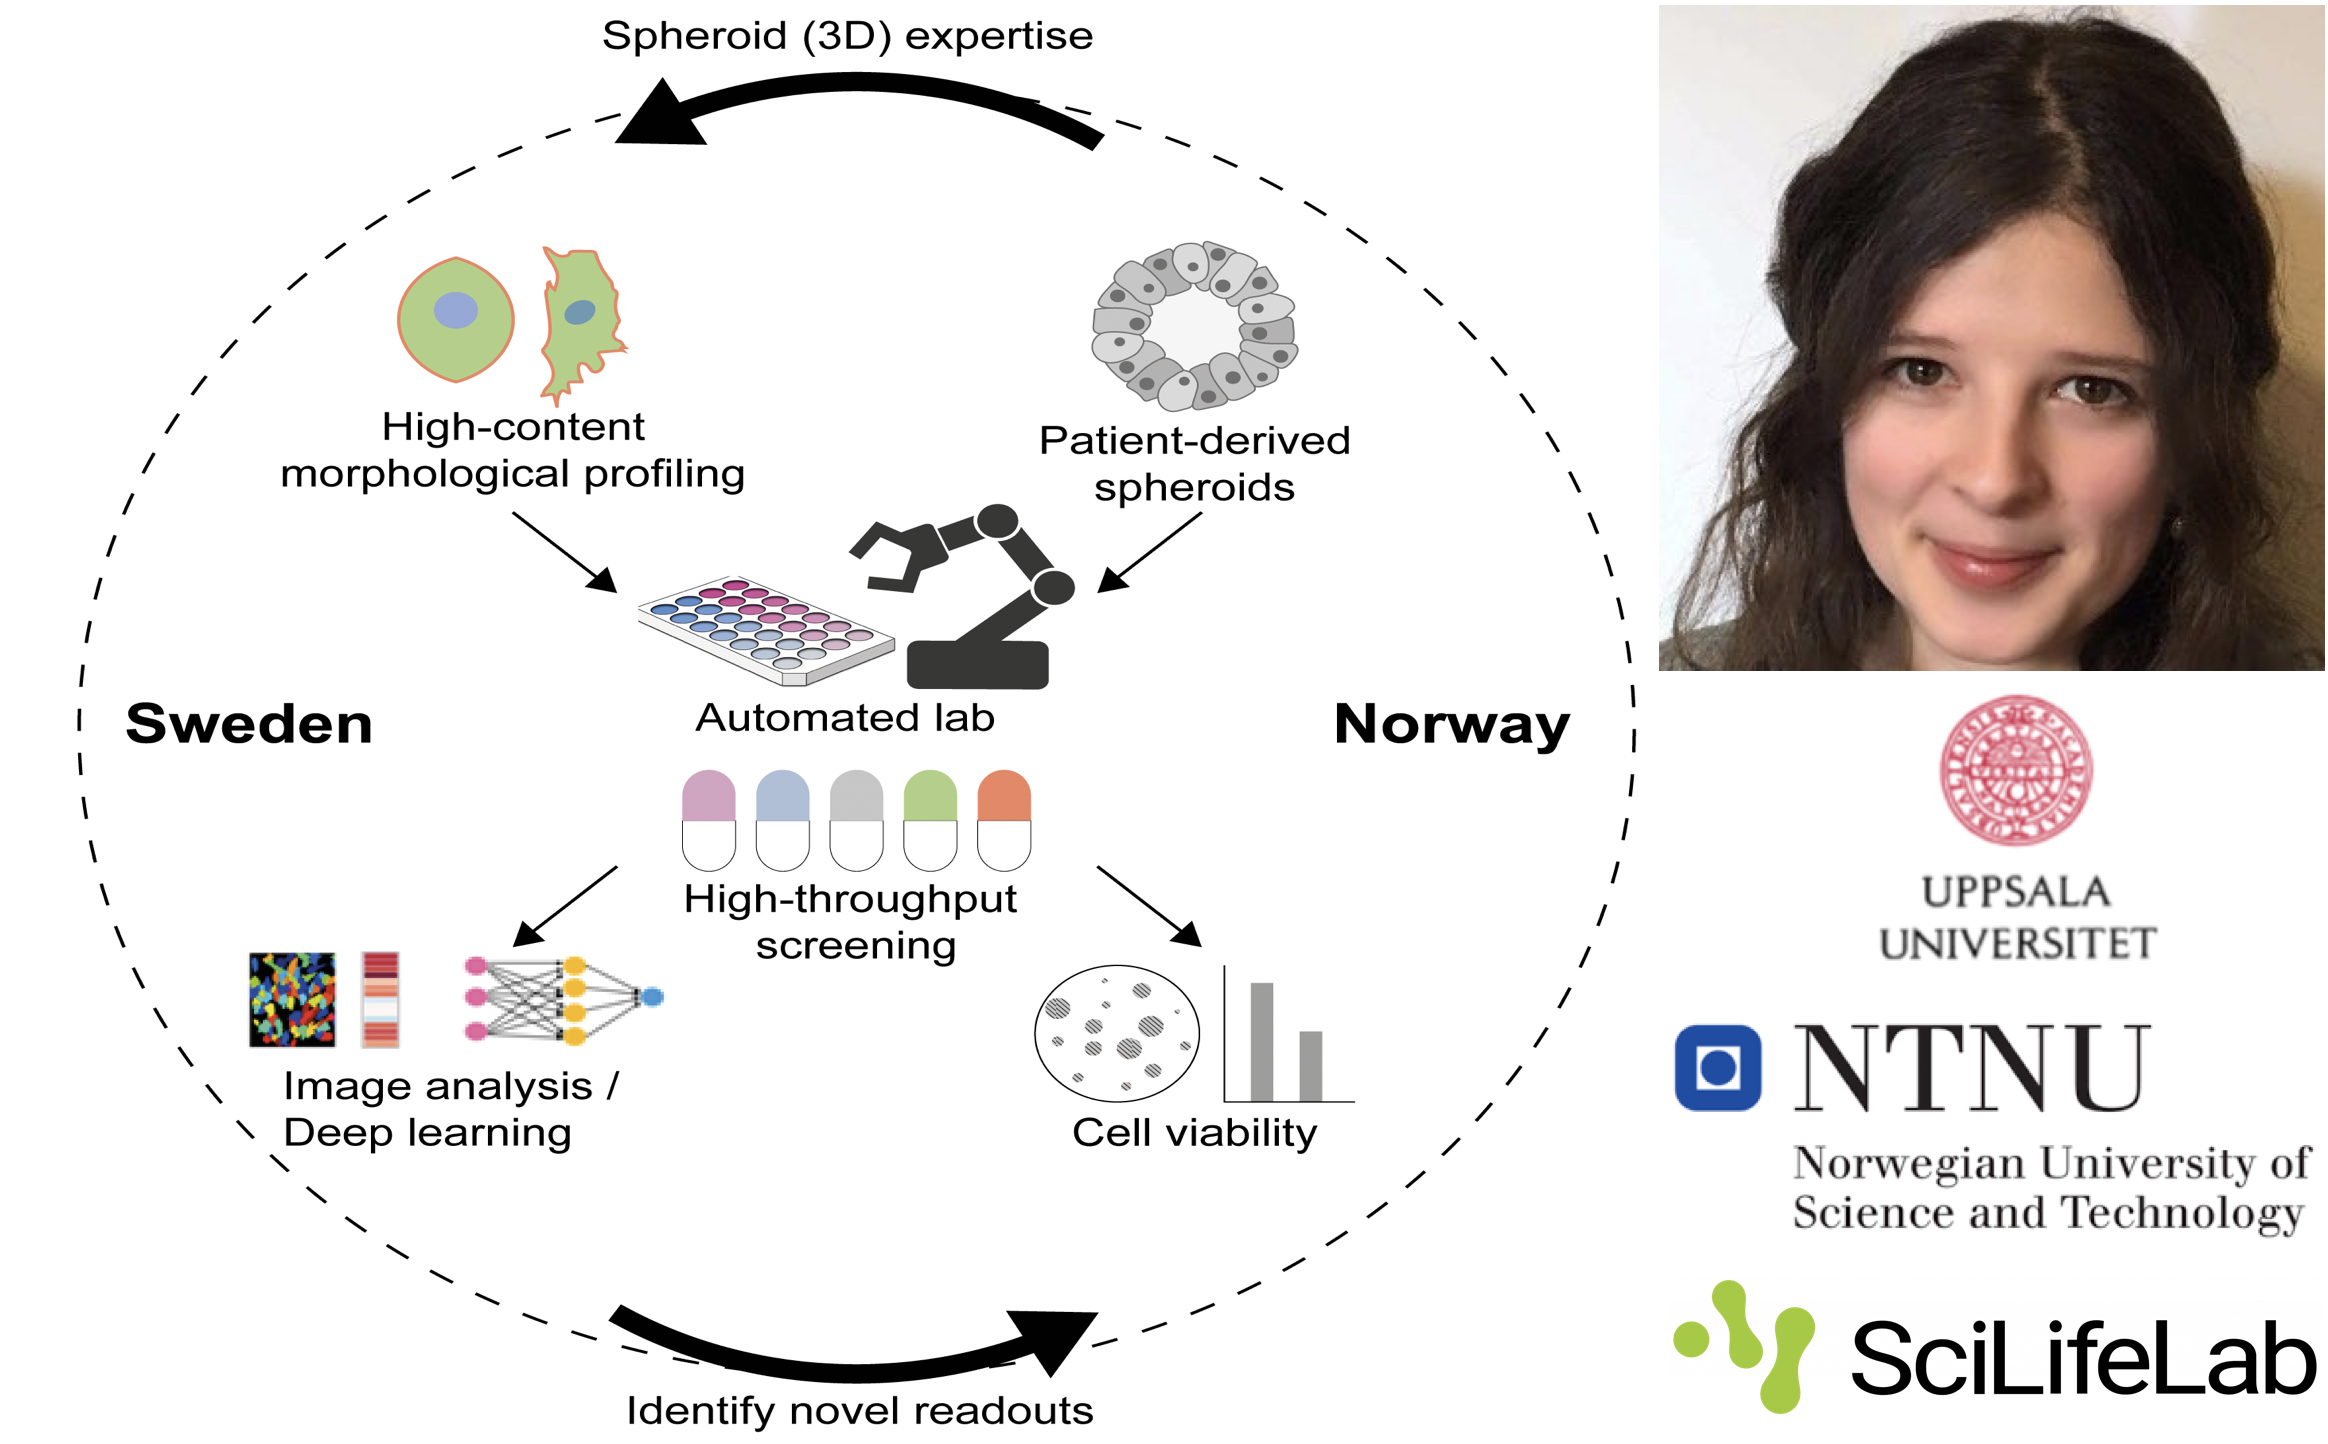 Spheroid (3D) expertise
High-content
morphological profiling
Patient-derived
spheroids
Sweden
Automated lab
Norway
High-throughput
screening
Image analysis /
Deep learning
Cell viability
Identify novel readouts
UPPSALA
UNIVERSITET
NTNU
Norwegian University of
Science and Technology
SciLifeLab